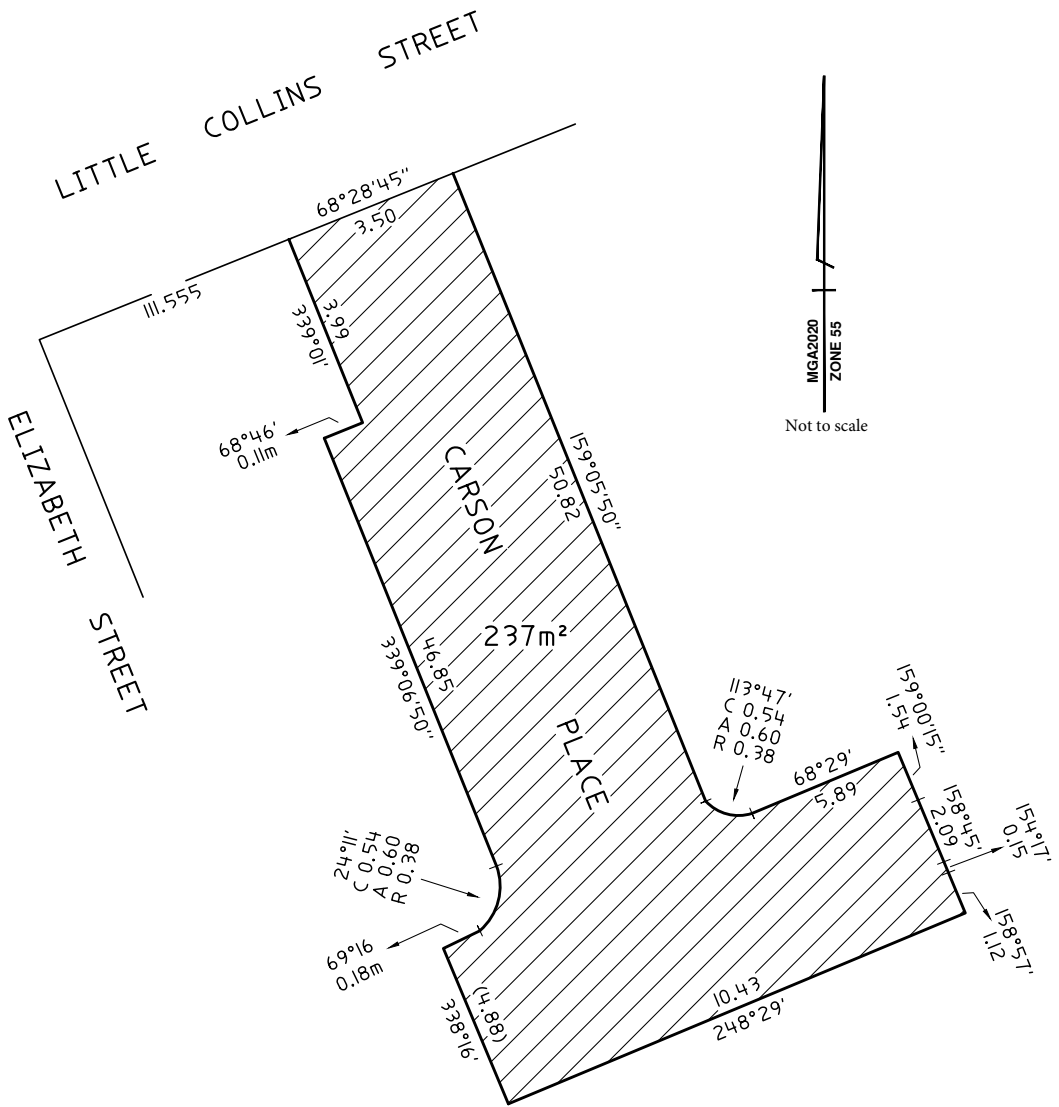 LITTLE COLLINS STREET
68°28'45"
3.50
111.555
3.99
339°01'
MGA2020
ZONE 55
Not to scale
68°46'
0.11m
ELIZABETH STREET
CARSON PLACE
159°05'50"
50.82
237m²
46.85
339°06'50"
113°47'
C 0.54
A 0.60
R 0.38
68°29'
5.89
159°00'15"
1.54
158°45'
2.09
154°17'
0.15
158°57'
1.12
24°11'
C 0.54
A 0.60
R 0.38
69°16
0.18m
(4.88)
338°16'
10.43
248°29'